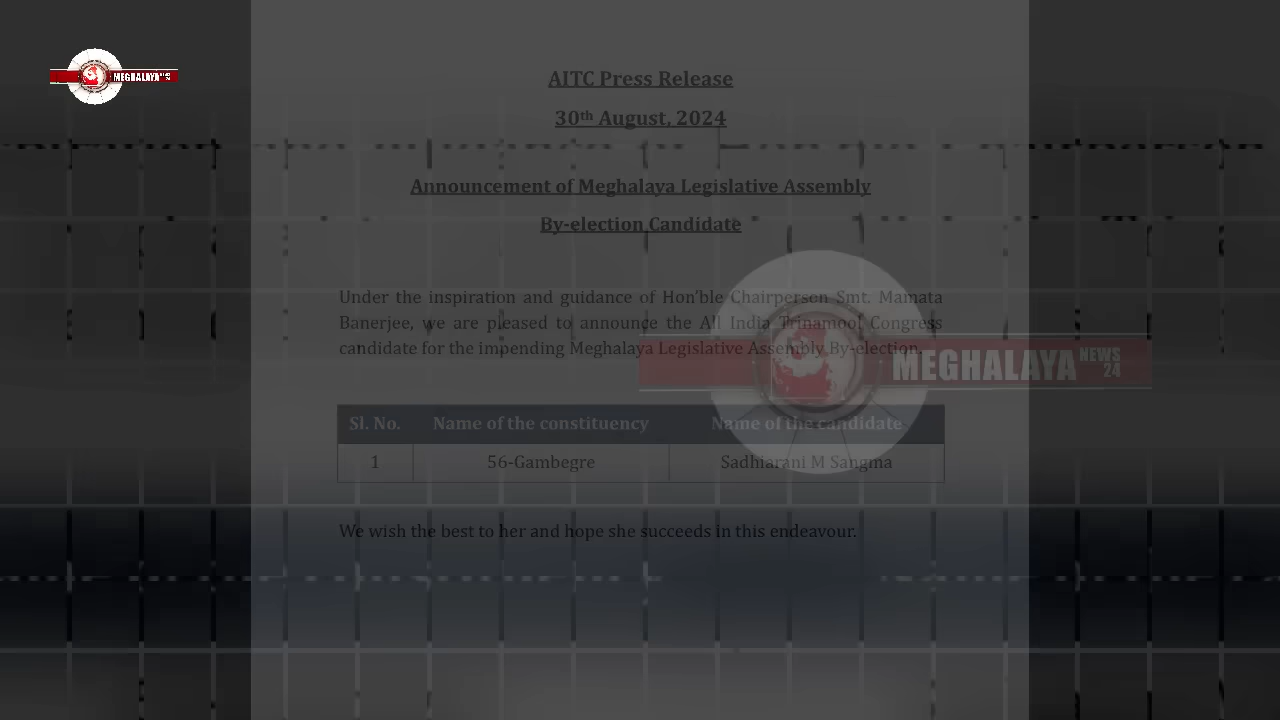 MEGHALAYA NEWS 24
AITC Press Release
30th August, 2024
Announcement of Meghalaya Legislative Assembly
By-election Candidate
Under the inspiration and guidance of Hon'ble Chairperson Smt. Mamata
Banerjee, we are pleased to announce the All India Trinamool Congress
candidate for the impending Meghalaya Legislative Assembly By-election.
MEGHALAYA NEWS 24
Sl. No. Name of the constituency Name of the candidate
1 56-Gambegre Sadhiarani M Sangma
We wish the best to her and hope she succeeds in this endeavour.